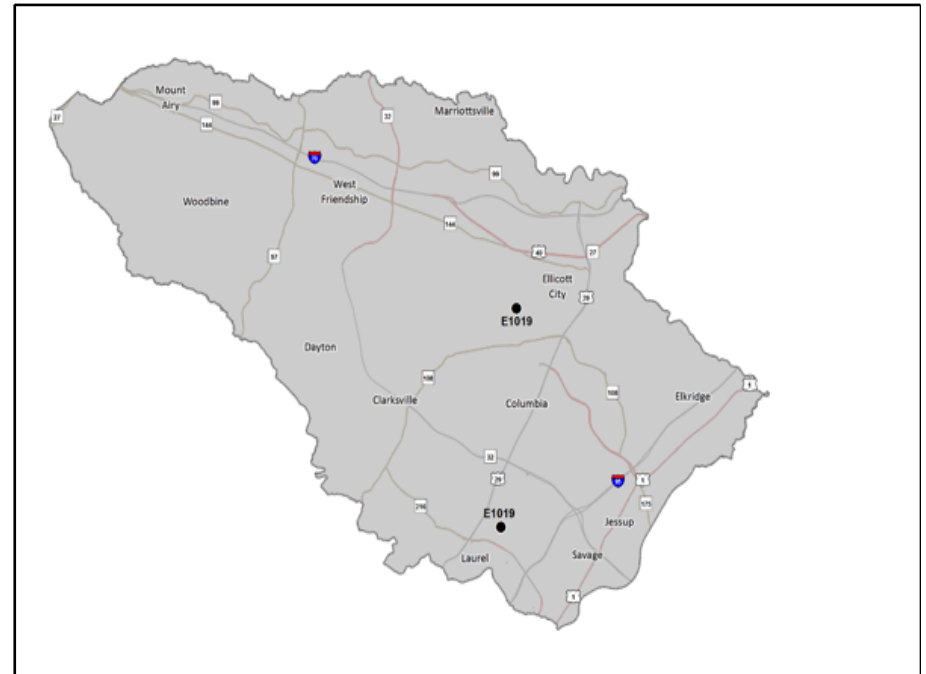 Mount
Airy
99
32
Marriottsville
27
144
70
99
West
Friendship
Woodbine
144
40
27
97
Ellicott
City
29
E1019
Dayton
108
1
108
Clarksville
Columbia
Elkridge
32
29
95
1
175
216
E1019
Jessup
Laurel
Savage
1